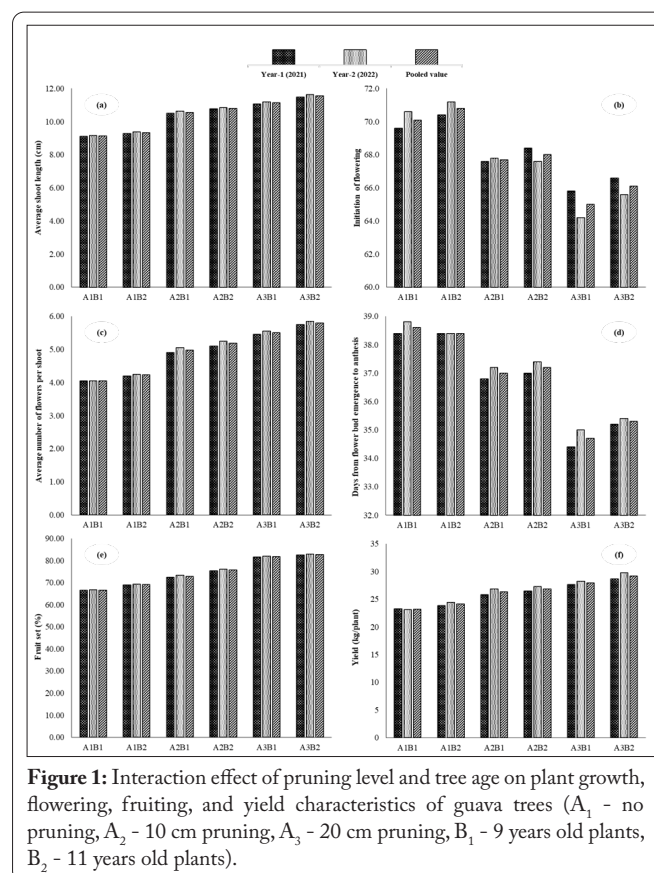 Year-1 (2021) Year-2 (2022) Pooled value
(a)
Average shoot length (cm)
12.00
10.00
8.00
6.00
4.00
2.00
0.00
A1B1 A1B2 A2B1 A2B2 A3B1 A3B2
(b)
Initiation of flowering
72.0
70.0
68.0
66.0
64.0
62.0
60.0
A1B1 A1B2 A2B1 A2B2 A3B1 A3B2
(c)
Average number of flowers per shoot
6.00
5.00
4.00
3.00
2.00
1.00
0.00
A1B1 A1B2 A2B1 A2B2 A3B1 A3B2
(d)
Days from flower bud emergence to anthesis
39.0
38.0
37.0
36.0
35.0
34.0
33.0
32.0
A1B1 A1B2 A2B1 A2B2 A3B1 A3B2
(e)
Fruit set (%)
90.00
80.00
70.00
60.00
50.00
40.00
30.00
20.00
10.00
0.00
A1B1 A1B2 A2B1 A2B2 A3B1 A3B2
(f)
Yield (kg/plant)
35
30
25
20
15
10
5
0
A1B1 A1B2 A2B1 A2B2 A3B1 A3B2
Figure 1: Interaction effect of pruning level and tree age on plant growth,
flowering, fruiting, and yield characteristics of guava trees (A₁ - no
pruning, A₂ - 10 cm pruning, A₃ - 20 cm pruning, B₁ - 9 years old plants,
B₂ - 11 years old plants).